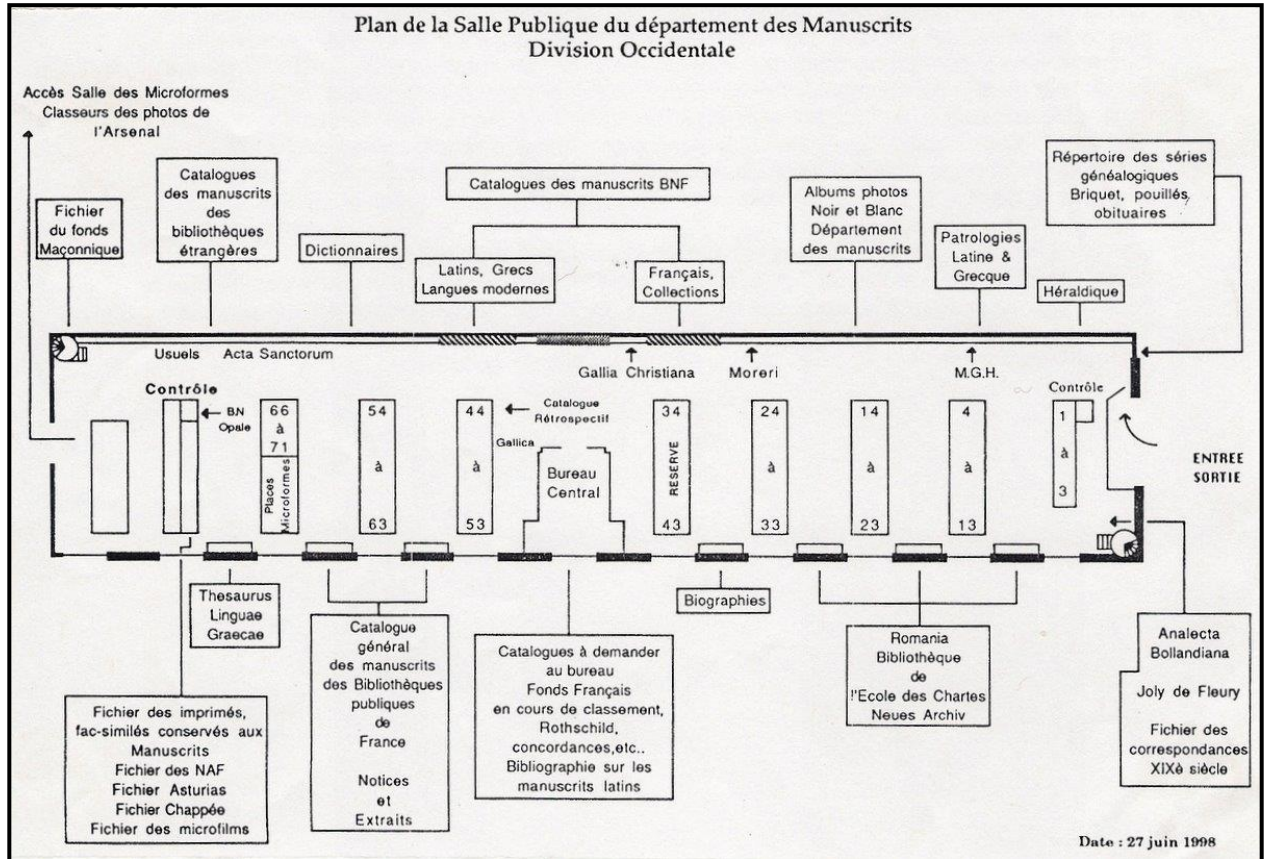 Plan de la Salle Publique du département des Manuscrits
Division Occidentale
Accès Salle des Microformes
Classeurs des photos de
l'Arsenal
Fichier
du fonds
Maçonnique
Catalogues
des manuscrits
des
bibliothèques
étrangères
Dictionnaires
Catalogues des manuscrits BNF
Latins, Grecs
Langues modernes
Français,
Collections
Albums photos
Noir et Blanc
Département
des manuscrits
Patrologies
Latine &
Grecque
Héraldique
Répertoire des séries
généalogiques
Briquet, pouillés,
obituaires
Usuels
Acta Sanctorum
Gallia Christiana
Moreri
M.G.H.
Contrôle
BN
Opale
66
à
71
Places
Microformes
54
à
63
44
à
53
Catalogue
Rétrospectif
Gallica
Bureau
Central
34
RESERVE
43
24
à
33
14
à
23
4
à
13
Contrôle
1
à
3
ENTREE
SORTIE
Fichier des imprimés,
fac-similés conservés aux
Manuscrits
Fichier des NAF
Fichier Asturias
Fichier Chappée
Fichier des microfilms
Thesaurus
Linguae
Graecae
Catalogue
général
des manuscrits
des Bibliothèques
publiques
de
France
Notices
et
Extraits
Catalogues à demander
au bureau
Fonds Français
en cours de classement,
Rothschild,
concordances,etc..
Bibliographie sur les
manuscrits latins
Biographies
Romania
Bibliothèque
de
l'Ecole des Chartes
Neues Archiv
Analecta
Bollandiana
Joly de Fleury
Fichier des
correspondances
XIXè siècle
Date : 27 juin 1998